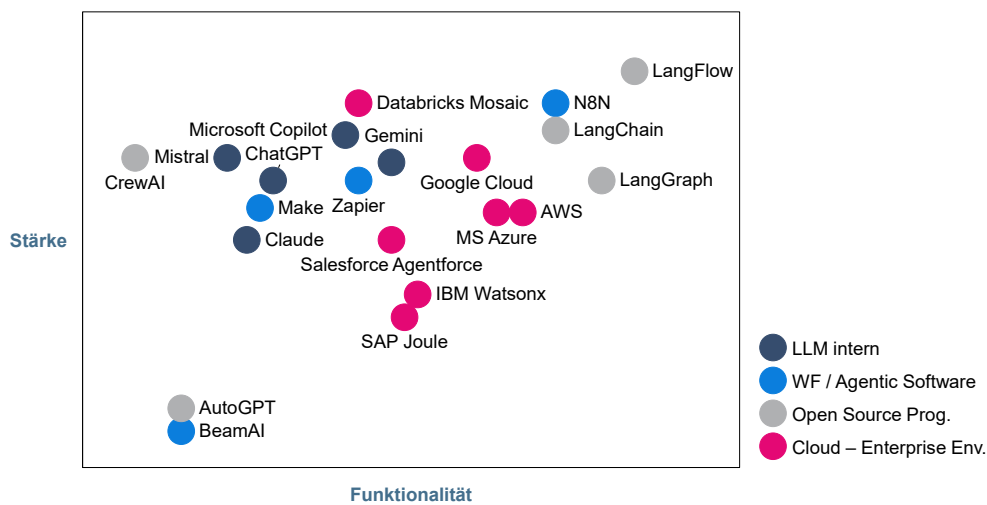 LangFlow
Databricks Mosaic
N8N
Microsoft Copilot
Gemini
LangChain
Mistral
ChatGPT
CrewAI
Google Cloud
LangGraph
Make
Zapier
AWS
MS Azure
Stärke
Claude
Salesforce Agentforce
IBM Watsonx
SAP Joule
LLM intern
WF / Agentic Software
AutoGPT
Open Source Prog.
BeamAI
Cloud – Enterprise Env.
Funktionalität